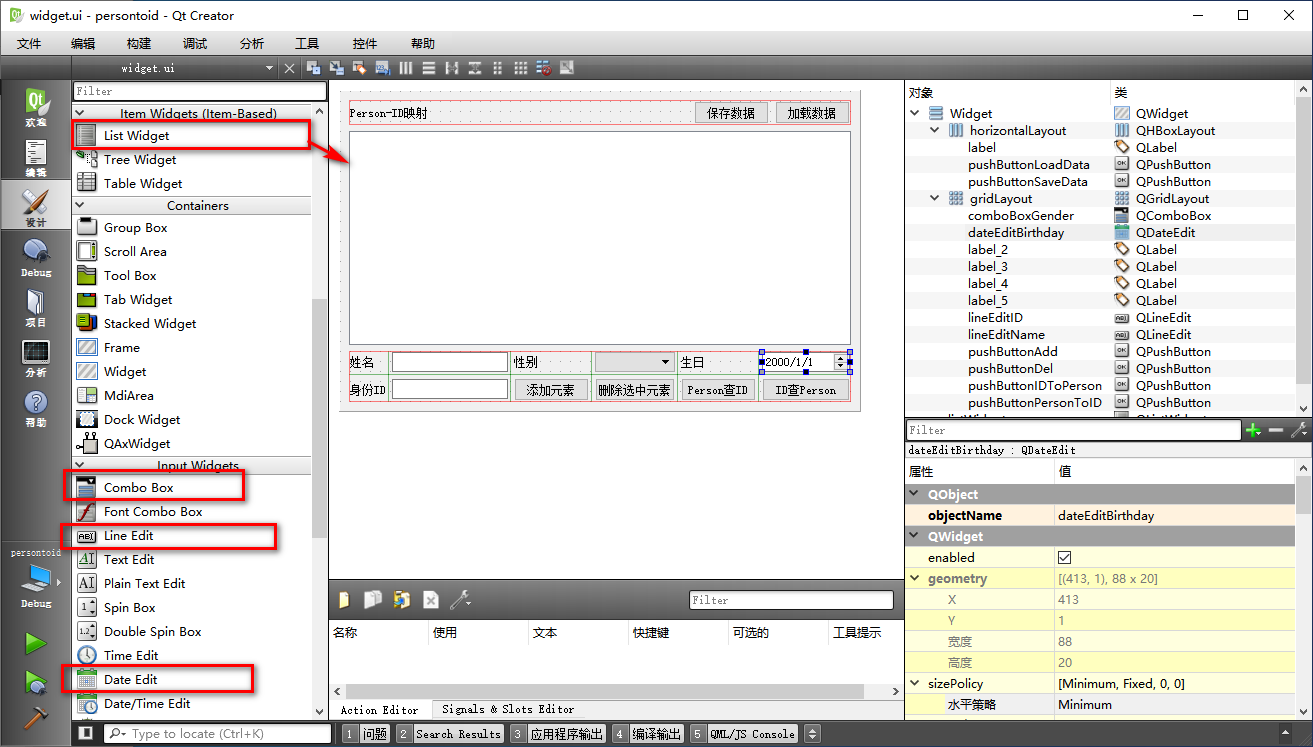 widget.ui - persontoid - Qt Creator
文件 编辑 构建 调试 分析 工具 控件 帮助
widget.ui
欢迎
编辑
设计
Debug
项目
分析
帮助
persontoid
Debug
Filter
Item Widgets (Item-Based)
List Widget
Tree Widget
Table Widget
Containers
Group Box
Scroll Area
Tool Box
Tab Widget
Stacked Widget
Frame
Widget
MdiArea
Dock Widget
QAxWidget
Input Widgets
Combo Box
Font Combo Box
Line Edit
Text Edit
Plain Text Edit
Spin Box
Double Spin Box
Time Edit
Date Edit
Date/Time Edit
Person-ID映射 保存数据 加载数据
姓名 性别 生日 2000/1/1
身份ID 添加元素 删除选中元素 Person查ID ID查Person
Filter
名称 使用 文本 快捷键 可选的 工具提示
Action Editor Signals & Slots Editor
对象 类
Widget QWidget
horizontalLayout QHBoxLayout
label QLabel
pushButtonLoadData QPushButton
pushButtonSaveData QPushButton
gridLayout QGridLayout
comboBoxGender QComboBox
dateEditBirthday QDateEdit
label_2 QLabel
label_3 QLabel
label_4 QLabel
label_5 QLabel
lineEditID QLineEdit
lineEditName QLineEdit
pushButtonAdd QPushButton
pushButtonDel QPushButton
pushButtonIDToPerson QPushButton
pushButtonPersonToID QPushButton
Filter
dateEditBirthday : QDateEdit
属性 值
QObject
objectName dateEditBirthday
QWidget
enabled
geometry [(413, 1), 88 x 20]
X 413
Y 1
宽度 88
高度 20
sizePolicy [Minimum, Fixed, 0, 0]
水平策略 Minimum
Type to locate (Ctrl+K) 1 问题 2 Search Results 3 应用程序输出 4 编译输出 5 QML/JS Console